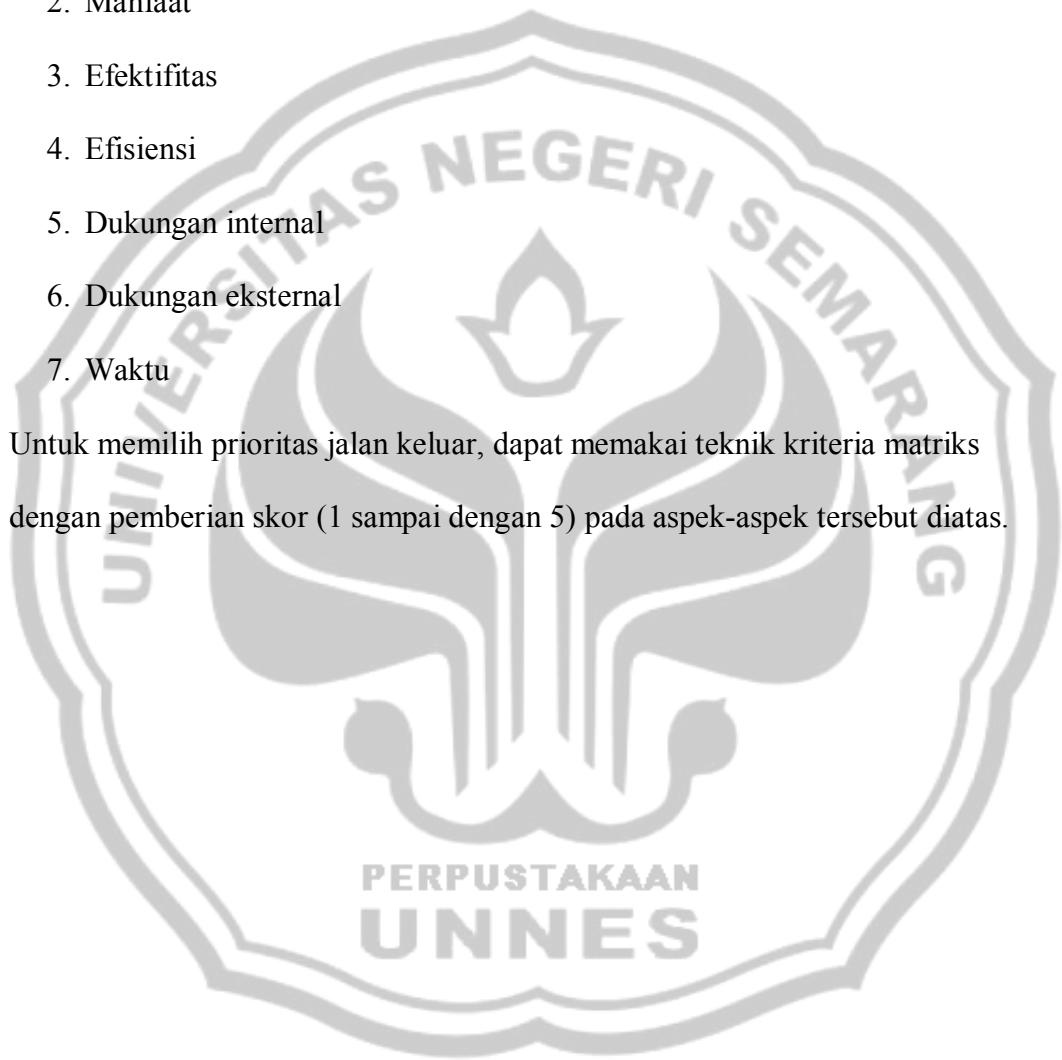 2. Manfaat
3. Efektifitas
4. Efisiensi
5. Dukungan internal
6. Dukungan eksternal
7. Waktu
Untuk memilih prioritas jalan keluar, dapat memakai teknik kriteria matriks
dengan pemberian skor (1 sampai dengan 5) pada aspek-aspek tersebut diatas.
UNIVERSITAS NEGERI SEMARANG
PERPUSTAKAAN
UNNES